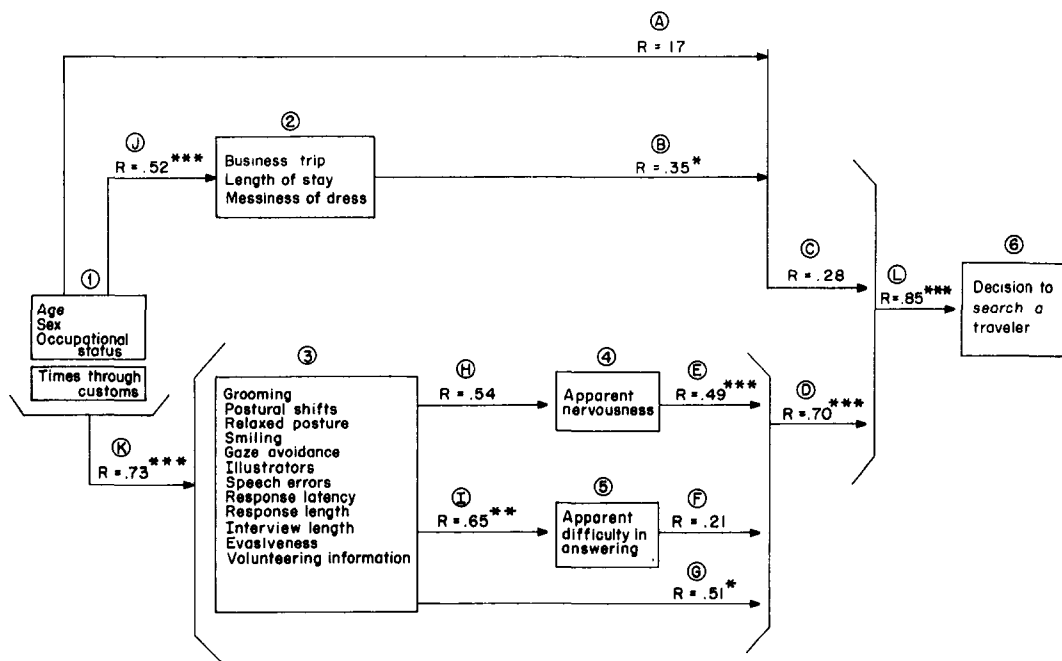 A
R = 17
J
R = .52***
2
Business trip
Length of stay
Messiness of dress
B
R = .35*
1
Age
Sex
Occupational
status
Times through
customs
C
R = .28
L
R = .85***
6
Decision to
search a
traveler
K
R = .73***
3
Grooming
Postural shifts
Relaxed posture
Smiling
Gaze avoidance
Illustrators
Speech errors
Response latency
Response length
Interview length
Evasiveness
Volunteering information
H
R = .54
4
Apparent
nervousness
E
R = .49***
D
R = .70***
I
R = .65**
5
Apparent
difficulty in
answering
F
R = .21
G
R = .51*